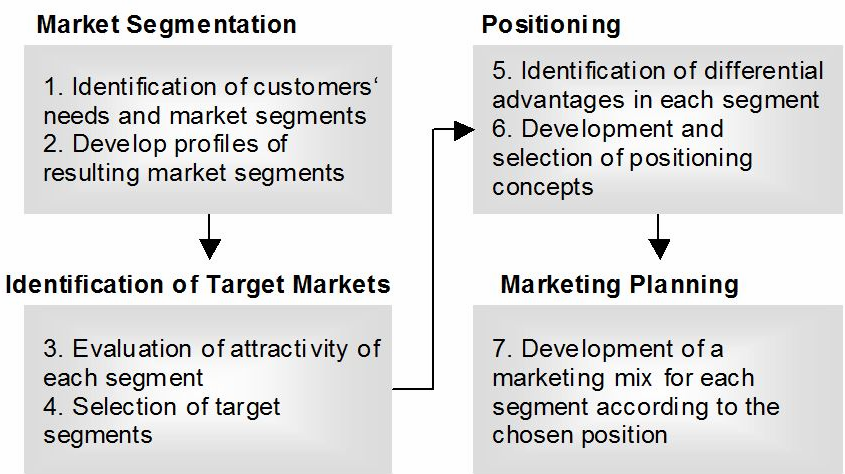 Market Segmentation
1. Identification of customers‘
needs and market segments
2. Develop profiles of
resulting market segments
Identification of Target Markets
3. Evaluation of attractivity of
each segment
4. Selection of target
segments
Positioning
5. Identification of differential
advantages in each segment
6. Development and
selection of positioning
concepts
Marketing Planning
7. Development of a
marketing mix for each
segment according to the
chosen position